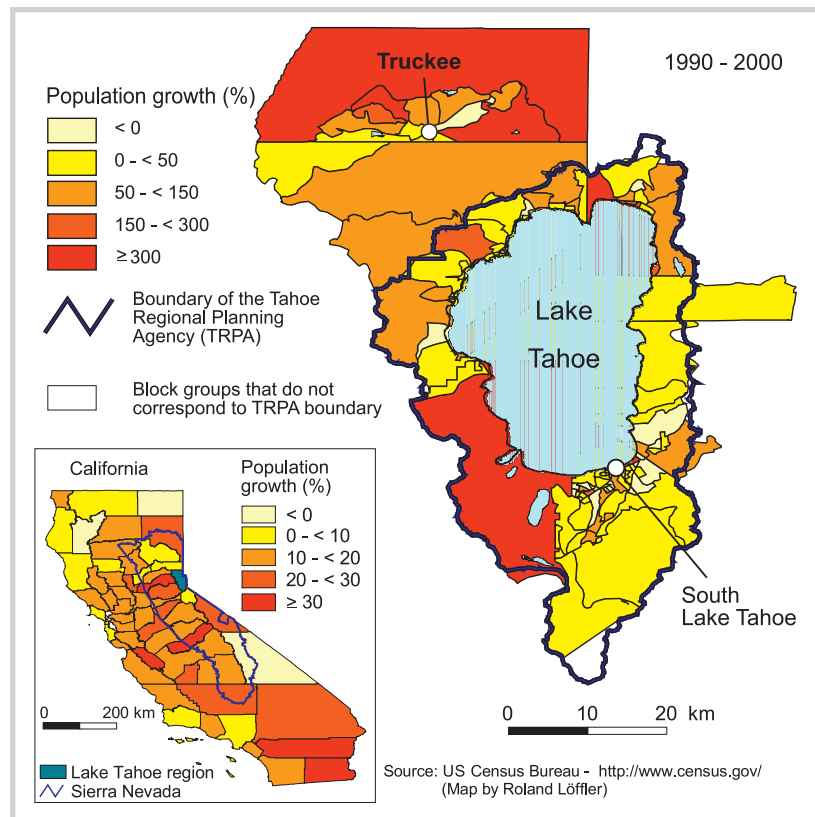 1990 - 2000
Truckee
Population growth (%)
< 0
0 - < 50
50 - < 150
150 - < 300
≥ 300
Boundary of the Tahoe
Regional Planning
Agency (TRPA)
Block groups that do not
correspond to TRPA boundary
Lake
Tahoe
South
Lake Tahoe
California
Population
growth (%)
< 0
0 - < 10
10 - < 20
20 - < 30
≥ 30
0 200 km
Lake Tahoe region
Sierra Nevada
0 10 20 km
Source: US Census Bureau - http://www.census.gov/
(Map by Roland Löffler)